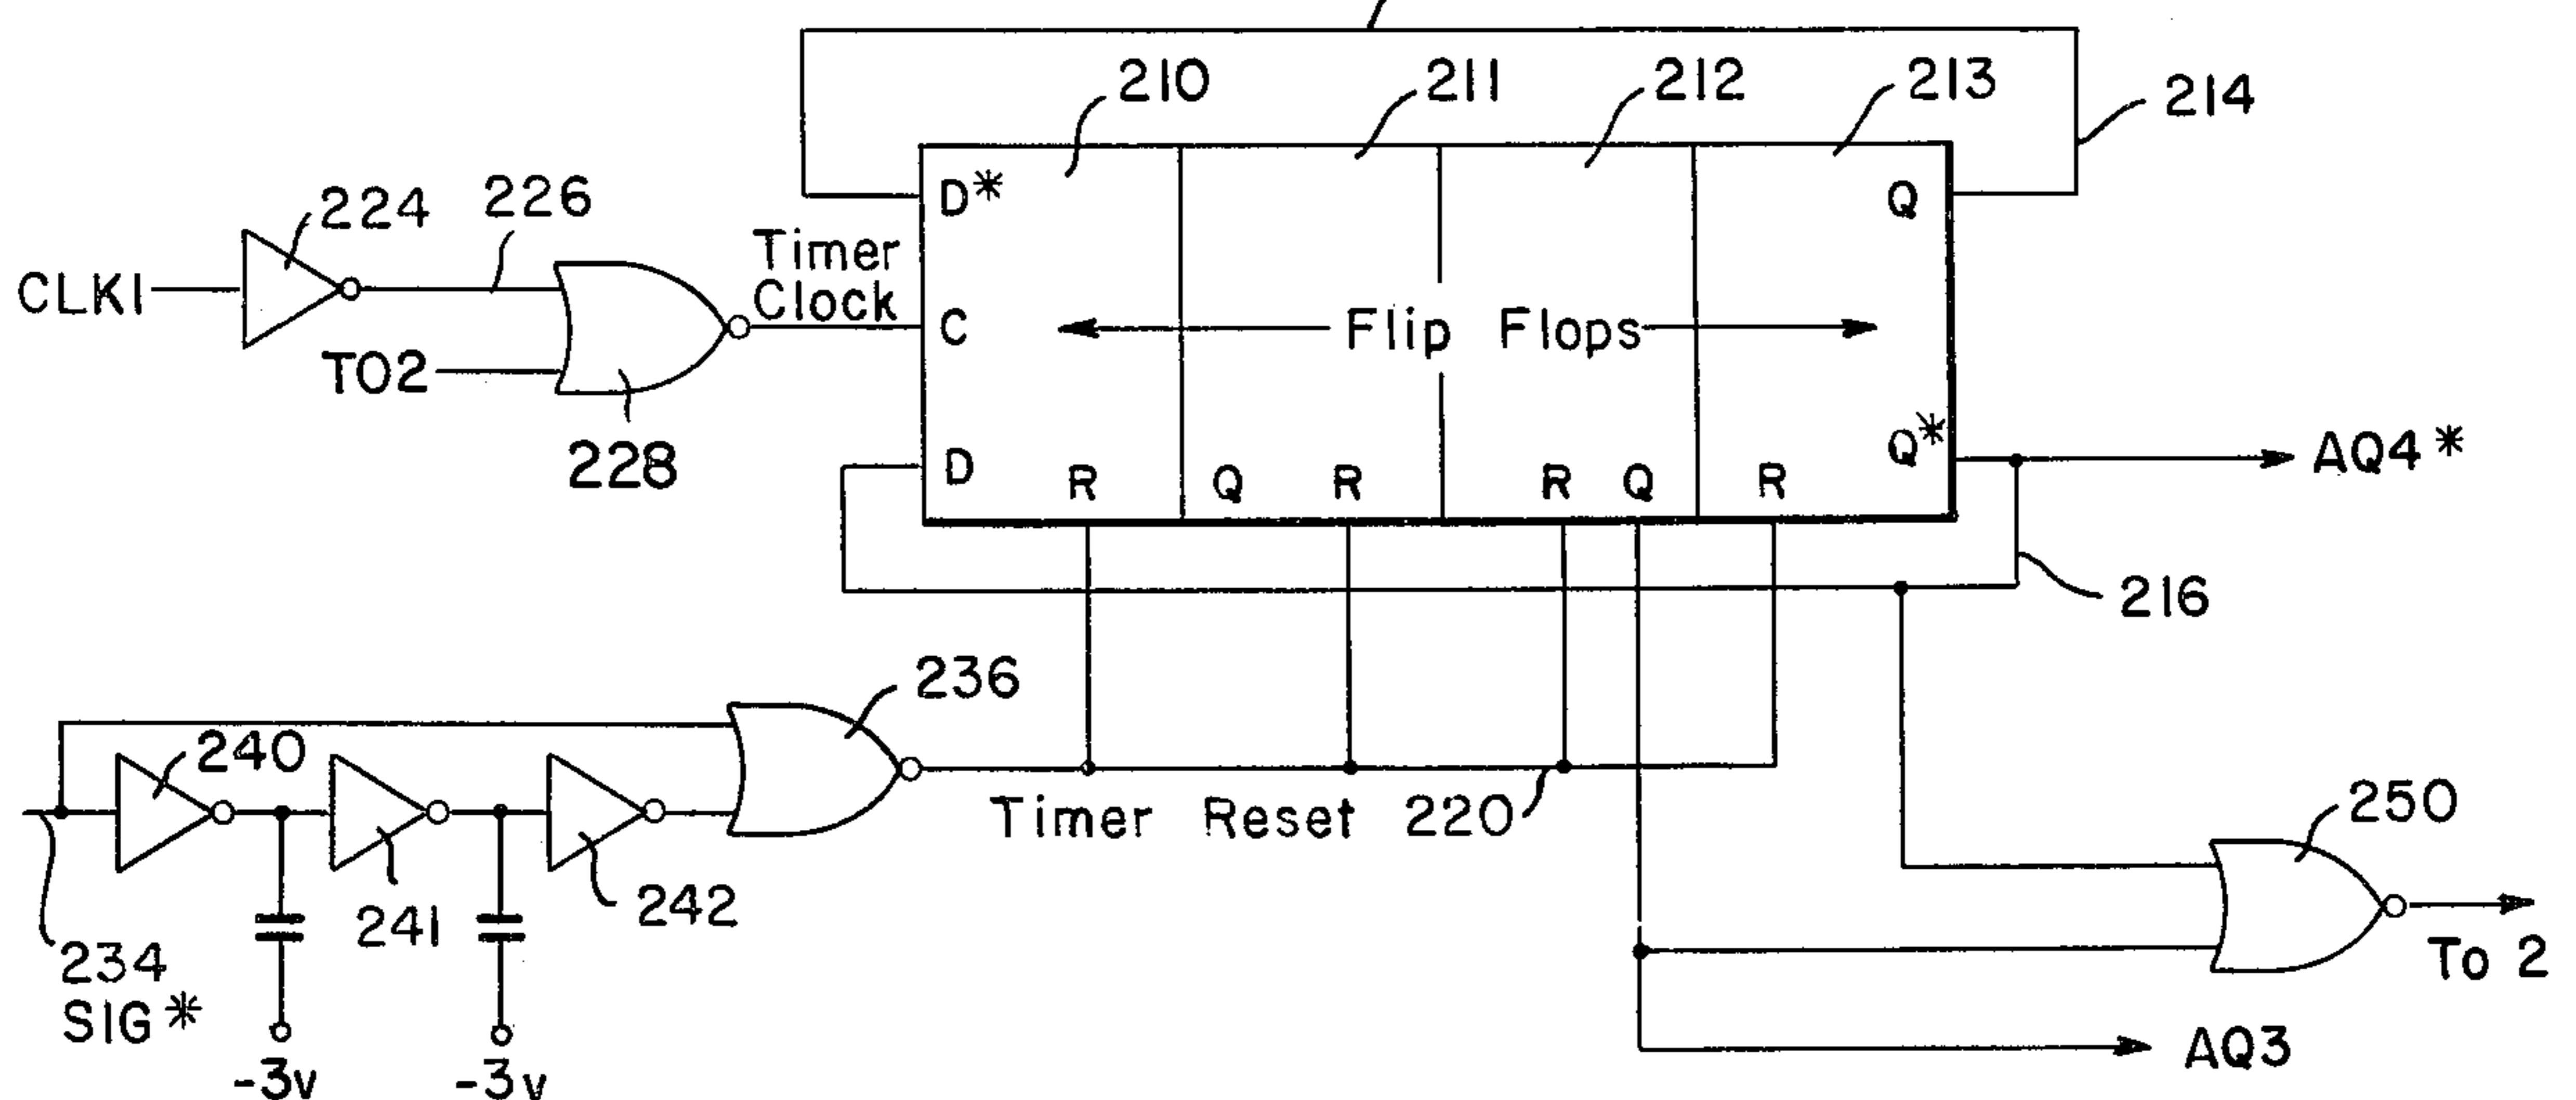 210
211
212
213
214
224
226
D*
Q
CLK1
Timer
Clock
C
Flip Flops
TO2
228
D
R
Q
R
R
Q
R
Q*
AQ4*
216
236
240
250
Timer Reset 220
241
242
234
SIG*
To 2
-3v
-3v
AQ3